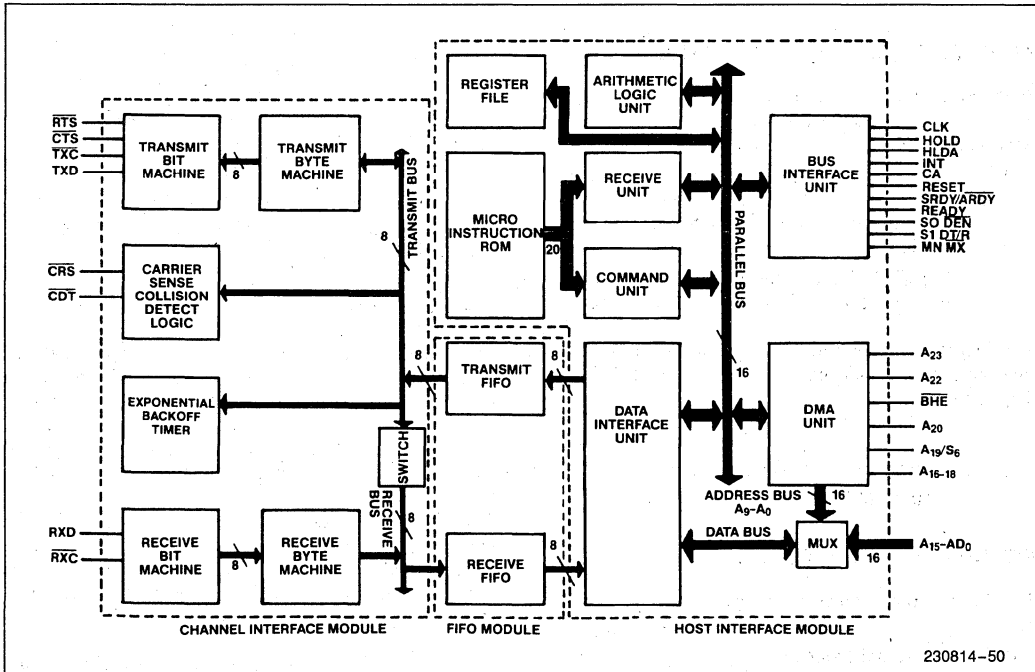 REGISTER
FILE
ARITHMETIC
LOGIC
UNIT
RTS
CTS
TXC
TXD
TRANSMIT
BIT
MACHINE
8
TRANSMIT
BYTE
MACHINE
TRANSMIT BUS
8
MICRO
INSTRUCTION
ROM
20
RECEIVE
UNIT
COMMAND
UNIT
PARALLEL BUS
16
BUS
INTERFACE
UNIT
CLK
HOLD
HLDA
INT
CA
RESET
SRDY/ARDY
READY
SO DEN
S1 DT/R
MN MX
CRS
CDT
CARRIER
SENSE
COLLISION
DETECT
LOGIC
EXPONENTIAL
BACKOFF
TIMER
SWITCH
RECEIVE
BUS
8
8
TRANSMIT
FIFO
8
DATA
INTERFACE
UNIT
DMA
UNIT
A23
A22
BHE
A20
A19/S6
A16-18
ADDRESS BUS
A9-A0
16
DATA BUS
MUX
16
A15-AD0
RXD
RXC
RECEIVE
BIT
MACHINE
8
RECEIVE
BYTE
MACHINE
RECEIVE
FIFO
8
CHANNEL INTERFACE MODULE
FIFO MODULE
HOST INTERFACE MODULE
230814-50